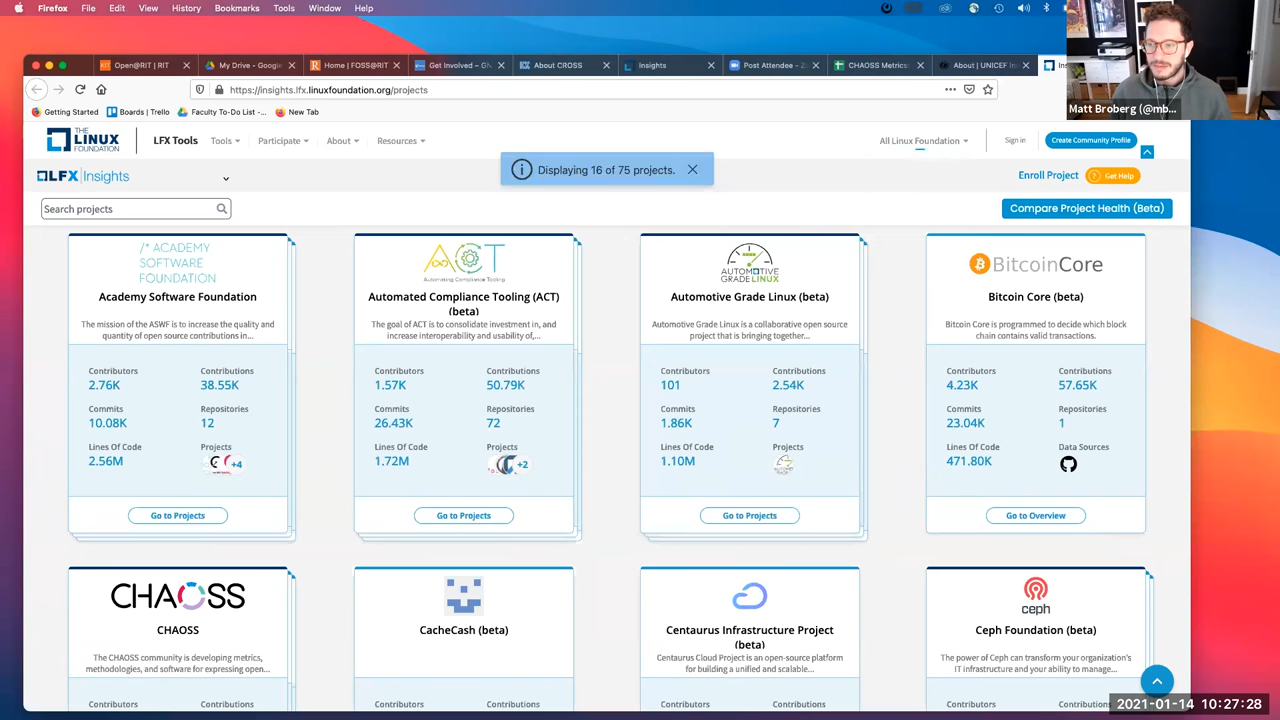 Firefox File Edit View History Bookmarks Tools Window Help
Open@RIT | RIT
My Drive - Google
Home | FOSS@RIT
Get Involved — GN
About CROSS
Insights
Post Attendee - Z
CHAOSS Metrics
About | UNICEF In
Ins
https://insights.lfx.linuxfoundation.org/projects
Getting Started Boards | Trello Faculty To-Do List -... New Tab
Matt Broberg (@mb...
THE LINUX FOUNDATION
LFX Tools Tools Participate About Resources All Linux Foundation Sign in Create Community Profile
LFX Insights
Displaying 16 of 75 projects.
Enroll Project ? Get Help
Search projects
Compare Project Health (Beta)
/* ACADEMY
SOFTWARE
FOUNDATION
Academy Software Foundation
The mission of the ASWF is to increase the quality and
quantity of open source contributions in...
Contributors Contributions
2.76K 38.55K
Commits Repositories
10.08K 12
Lines Of Code Projects
2.56M +4
Go to Projects
ACT
Automating Compliance Tooling
Automated Compliance Tooling (ACT)
(beta)
The goal of ACT is to consolidate investment in, and
increase interoperability and usability of,...
Contributors Contributions
1.57K 50.79K
Commits Repositories
26.43K 72
Lines Of Code Projects
1.72M +2
Go to Projects
AUTOMOTIVE
GRADE LINUX
Automotive Grade Linux (beta)
Automotive Grade Linux is a collaborative open source
project that is bringing together...
Contributors Contributions
101 2.54K
Commits Repositories
1.86K 7
Lines Of Code Projects
1.10M
Go to Projects
BitcoinCore
Bitcoin Core (beta)
Bitcoin Core is programmed to decide which block
chain contains valid transactions.
Contributors Contributions
4.23K 57.65K
Commits Repositories
23.04K 1
Lines Of Code Data Sources
471.80K
Go to Overview
CHAOSS
CHAOSS
The CHAOSS community is developing metrics,
methodologies, and software for expressing open...
Contributors Contributions
CacheCash (beta)
Contributors Contributions
Centaurus Infrastructure Project
(beta)
Centaurus Cloud Project is an open-source platform
for building a unified and scalable...
Contributors Contributions
ceph
Ceph Foundation (beta)
The power of Ceph can transform your organization's
IT infrastructure and your ability to manage...
Contributors Contributions
2021-01-14 10:27:28